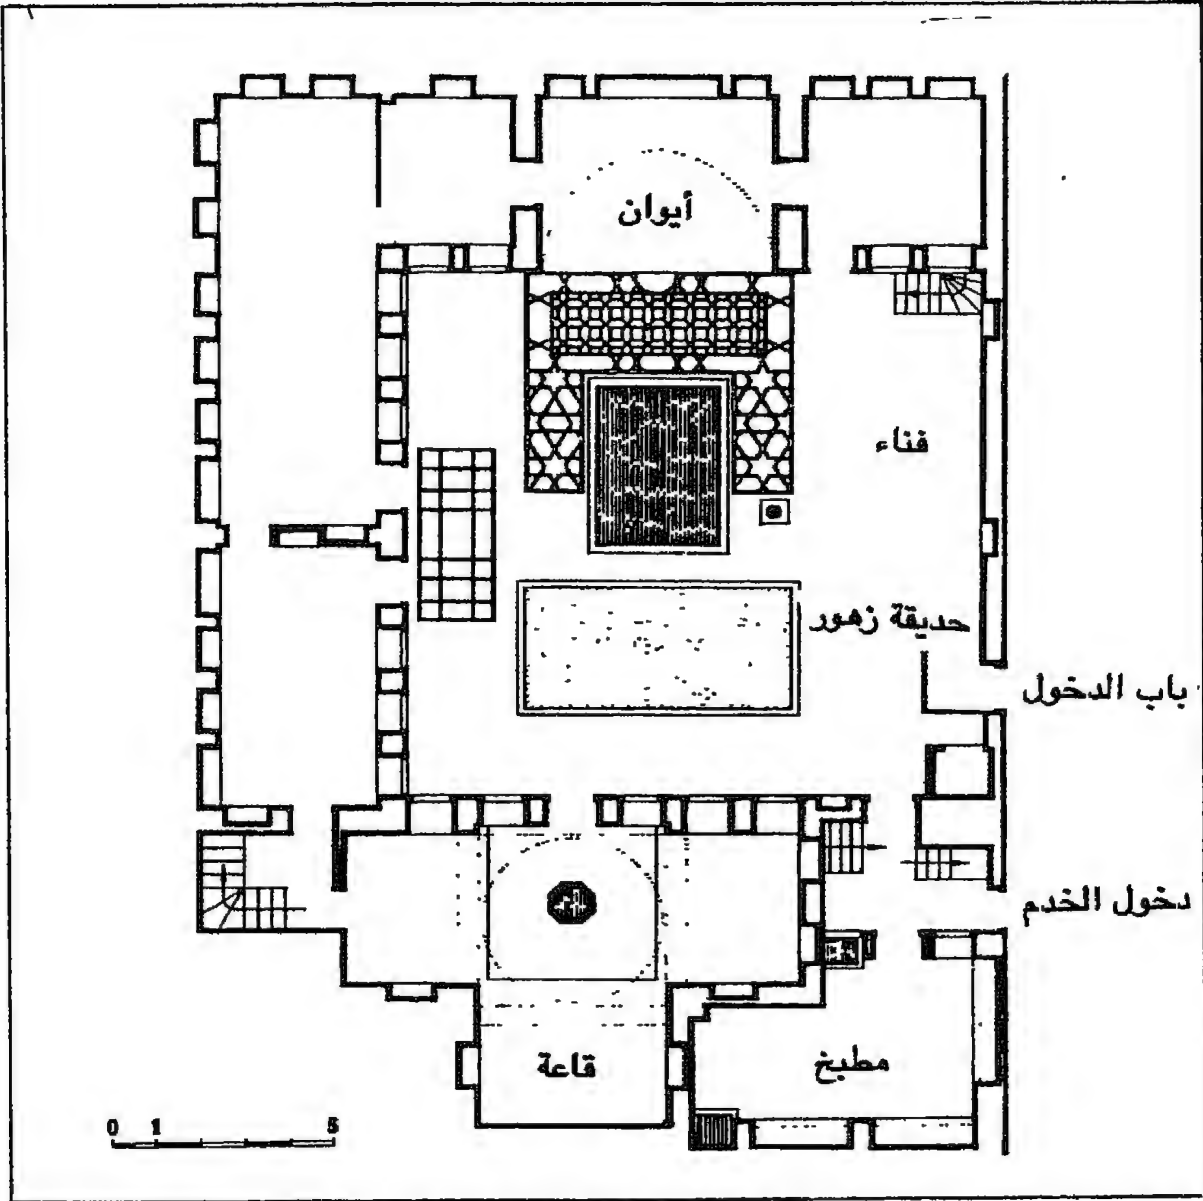 أيوان
فناء
حديقة زهور
باب الدخول
دخول الخدم
قاعة
مطبخ
0 1 5